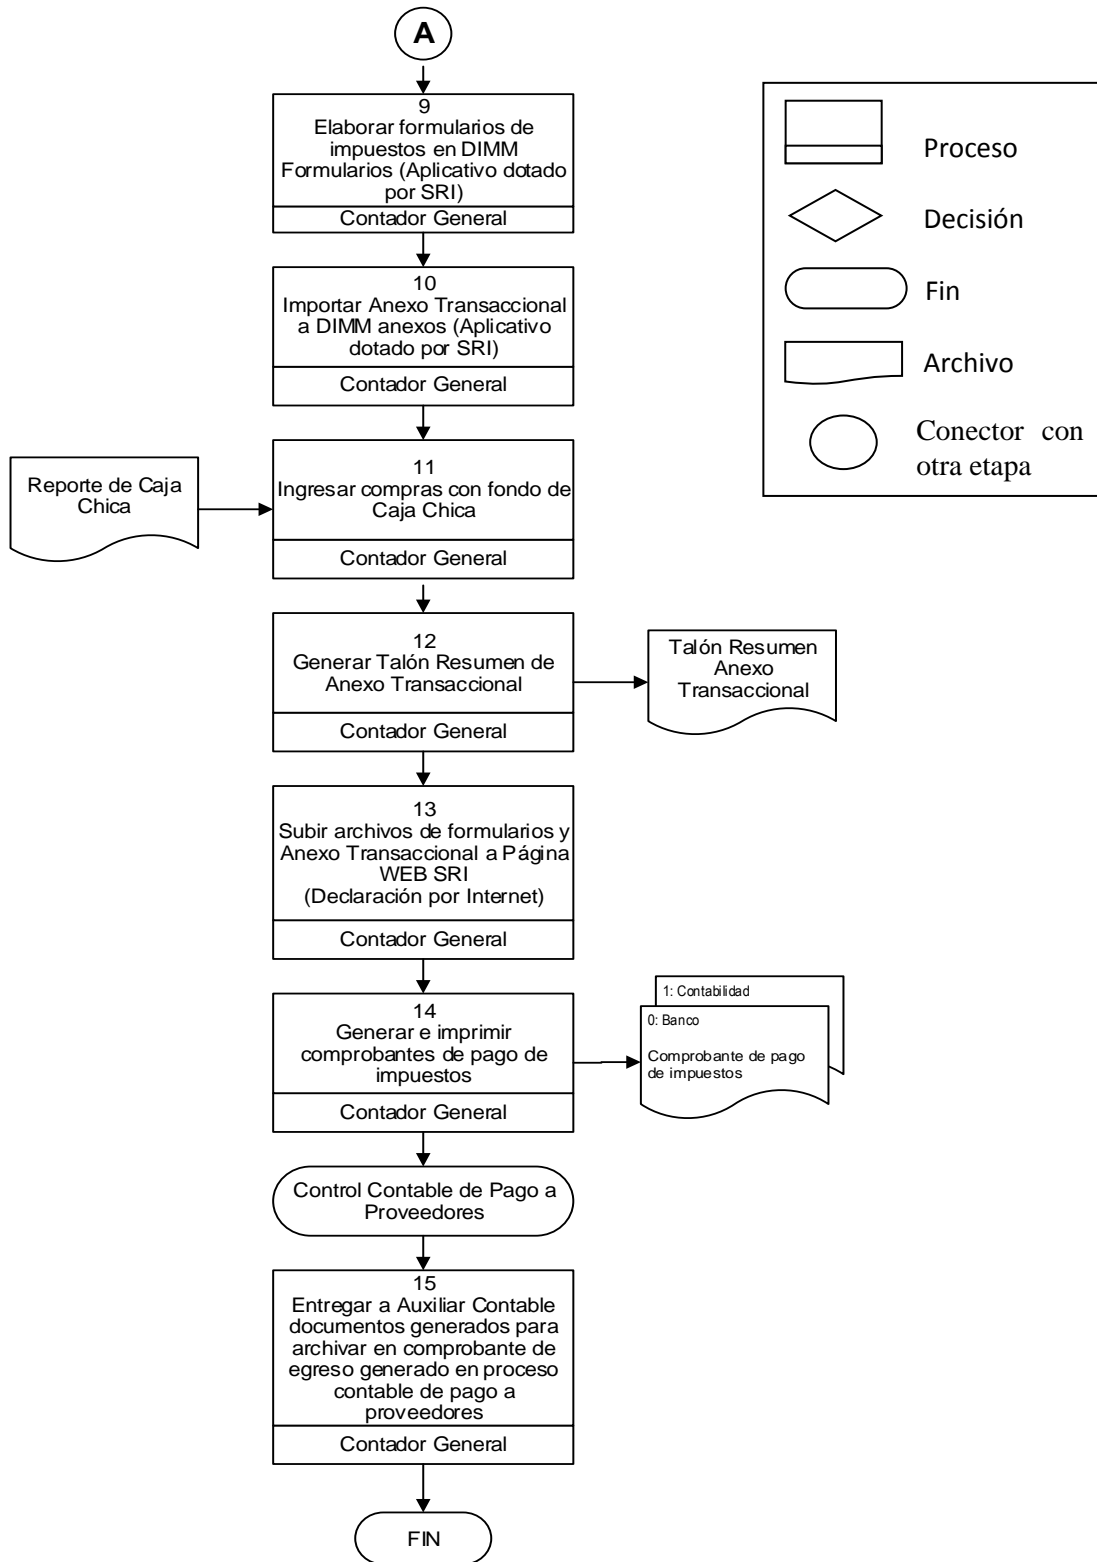 A
9
Elaborar formularios de
impuestos en DIMM
Formularios (Aplicativo dotado
por SRI)
Contador General
10
Importar Anexo Transaccional
a DIMM anexos (Aplicativo
dotado por SRI)
Contador General
Reporte de Caja
Chica
11
Ingresar compras con fondo de
Caja Chica
Contador General
12
Generar Talón Resumen de
Anexo Transaccional
Contador General
Talón Resumen
Anexo
Transaccional
13
Subir archivos de formularios y
Anexo Transaccional a Página
WEB SRI
(Declaración por Internet)
Contador General
14
Generar e imprimir
comprobantes de pago de
impuestos
Contador General
1: Contabilidad
0: Banco
Comprobante de pago
de impuestos
Control Contable de Pago a
Proveedores
15
Entregar a Auxiliar Contable
documentos generados para
archivar en comprobante de
egreso generado en proceso
contable de pago a
proveedores
Contador General
FIN
Proceso
Decisión
Fin
Archivo
Conector con
otra etapa